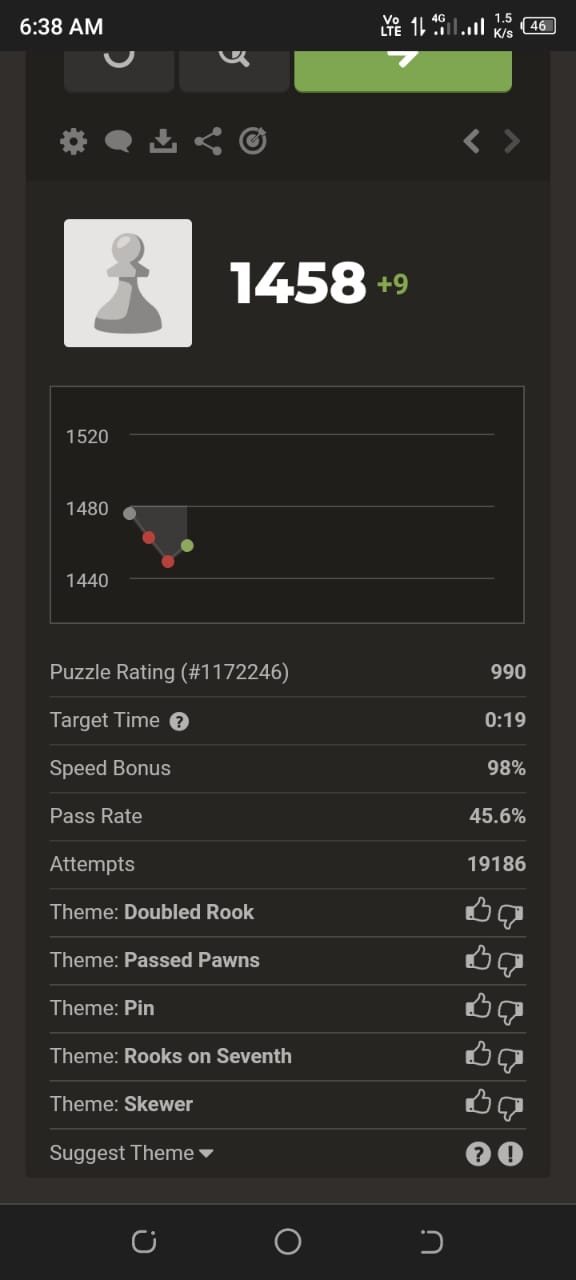 6:38 AM
Vo LTE 4G 1.5 K/s 46
1458 +9
1520
1480
1440
Puzzle Rating (#1172246) 990
Target Time ? 0:19
Speed Bonus 98%
Pass Rate 45.6%
Attempts 19186
Theme: Doubled Rook
Theme: Passed Pawns
Theme: Pin
Theme: Rooks on Seventh
Theme: Skewer
Suggest Theme ? !